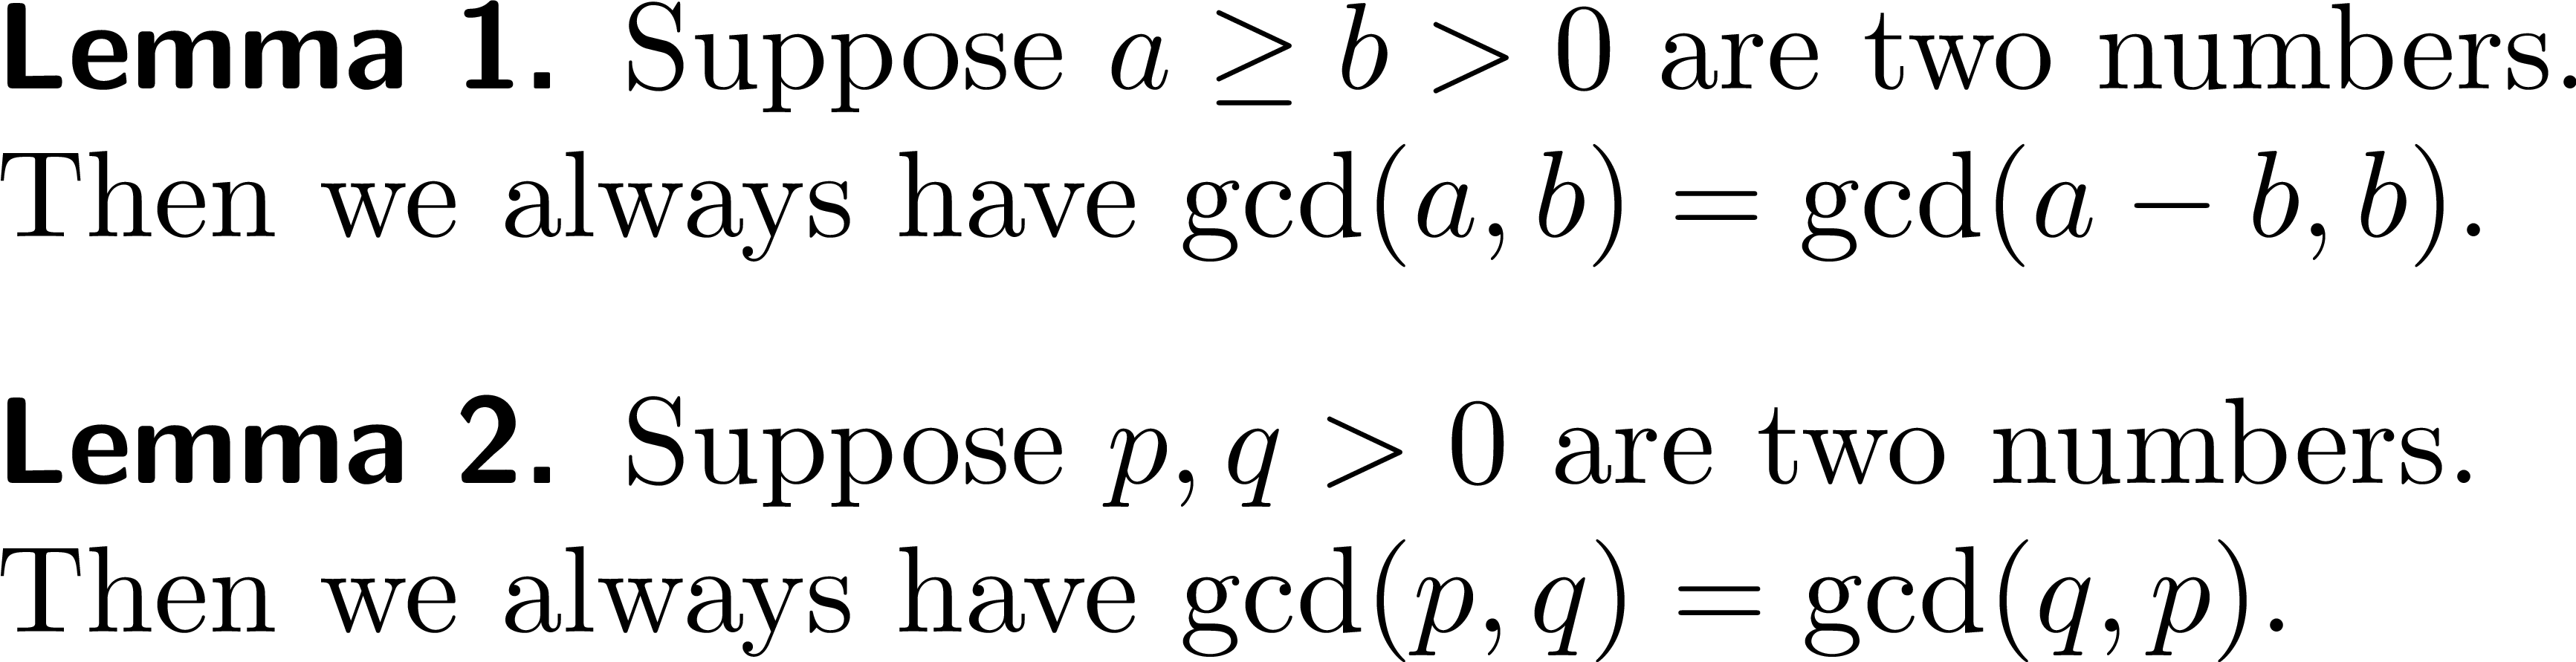 Lemma 1. Suppose a ≥ b > 0 are two numbers.
Then we always have gcd(a, b) = gcd(a − b, b).
Lemma 2. Suppose p, q > 0 are two numbers.
Then we always have gcd(p, q) = gcd(q, p).